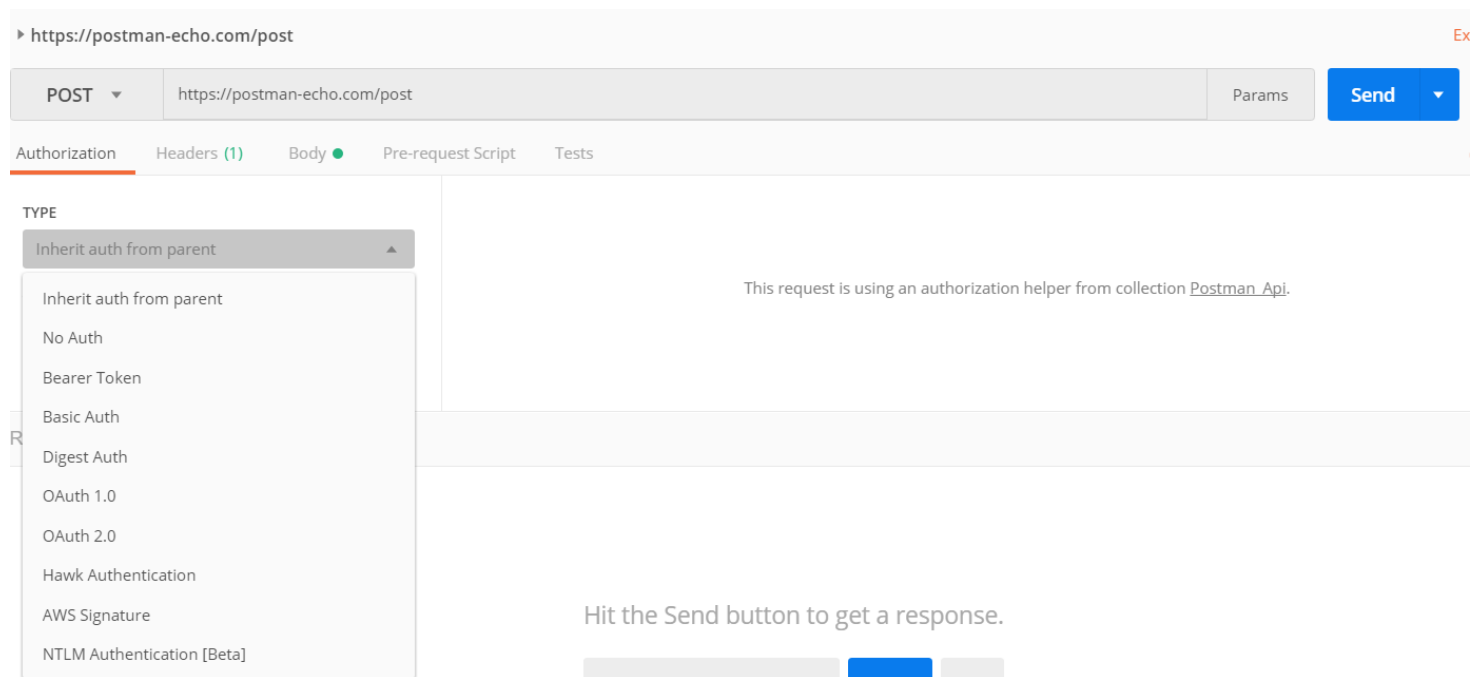 https://postman-echo.com/post
Ex
POST https://postman-echo.com/post Params Send
Authorization Headers (1) Body Pre-request Script Tests
TYPE
Inherit auth from parent
This request is using an authorization helper from collection Postman_Api.
Inherit auth from parent
No Auth
Bearer Token
Basic Auth
R
Digest Auth
OAuth 1.0
OAuth 2.0
Hawk Authentication
AWS Signature
NTLM Authentication [Beta]
Hit the Send button to get a response.